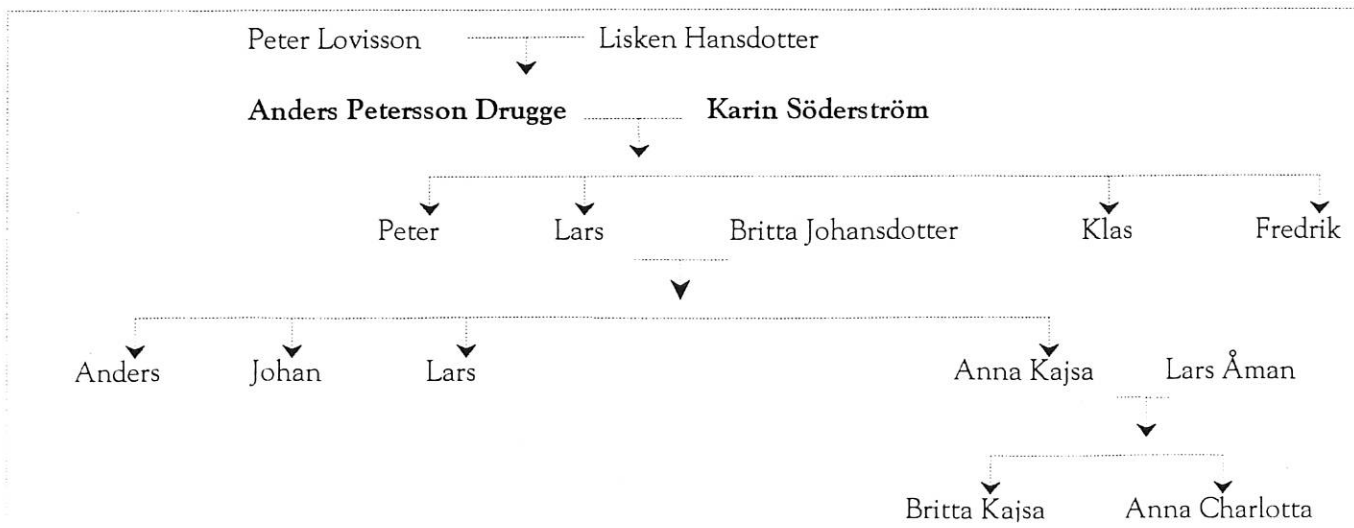 Peter Lovisson Lisken Hansdotter
Anders Petersson Drugge Karin Söderström
Peter Lars Britta Johansdotter Klas Fredrik
Anders Johan Lars Anna Kajsa Lars Åman
Britta Kajsa Anna Charlotta